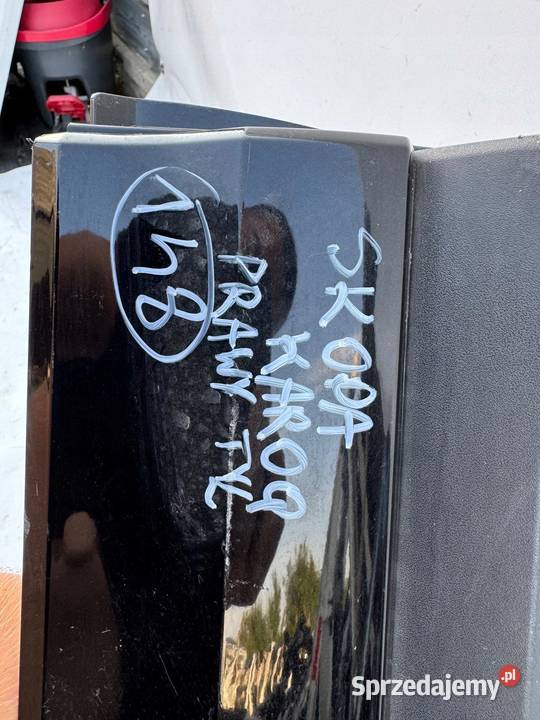 SKODA
KAROQ
PRAWY TYŁ
148
Sprzedajemy.pl